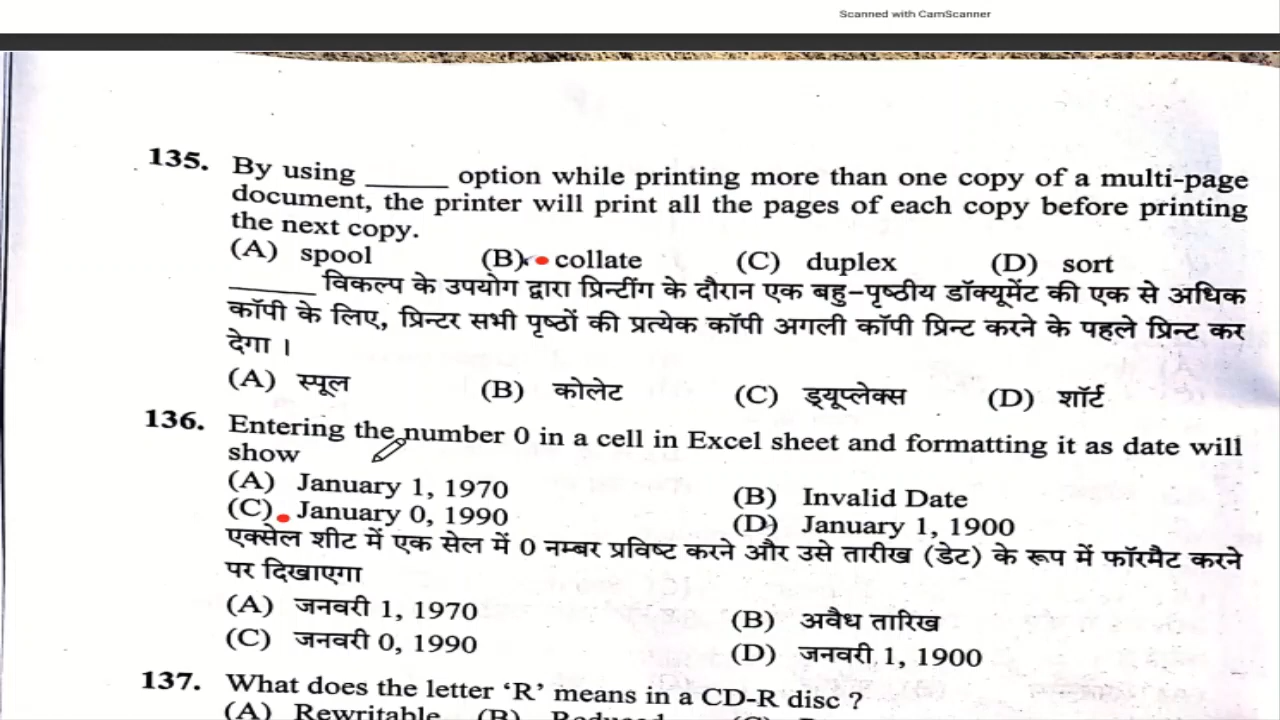 Scanned with CamScanner
135. By using _____ option while printing more than one copy of a multi-page
document, the printer will print all the pages of each copy before printing
the next copy.
(A) spool (B) collate (C) duplex (D) sort
_____ विकल्प के उपयोग द्वारा प्रिन्टींग के दौरान एक बहु-पृष्ठीय डॉक्यूमेंट की एक से अधिक
कॉपी के लिए, प्रिन्टर सभी पृष्ठों की प्रत्येक कॉपी अगली कॉपी प्रिन्ट करने के पहले प्रिन्ट कर
देगा ।
(A) स्पूल (B) कोलेट (C) ड्यूप्लेक्स (D) शॉर्ट
136. Entering the number 0 in a cell in Excel sheet and formatting it as date will
show
(A) January 1, 1970 (B) Invalid Date
(C) January 0, 1990 (D) January 1, 1900
एक्सेल शीट में एक सेल में 0 नम्बर प्रविष्ट करने और उसे तारीख (डेट) के रूप में फॉरमैट करने
पर दिखाएगा
(A) जनवरी 1, 1970 (B) अवैध तारिख
(C) जनवरी 0, 1990 (D) जनवरी 1, 1900
137. What does the letter ‘R’ means in a CD-R disc ?
(A) Rewritable (B) Reduced